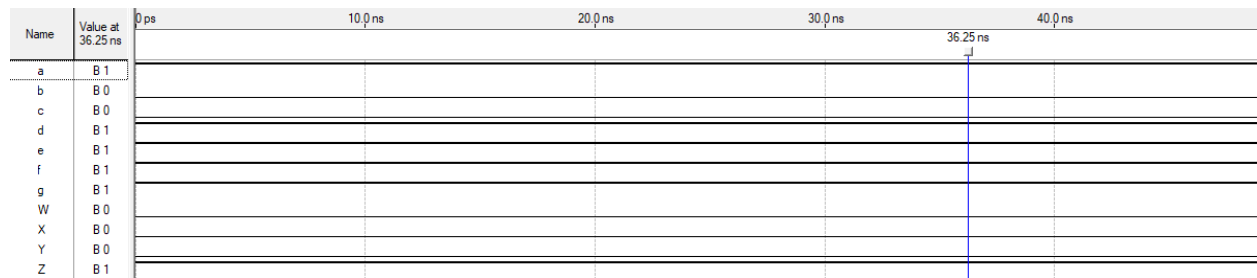 Name Value at 36.25 ns 0 ps 10.0 ns 20.0 ns 30.0 ns 40.0 ns
36.25 ns
a B 1
b B 0
c B 0
d B 1
e B 1
f B 1
g B 1
W B 0
X B 0
Y B 0
Z B 1